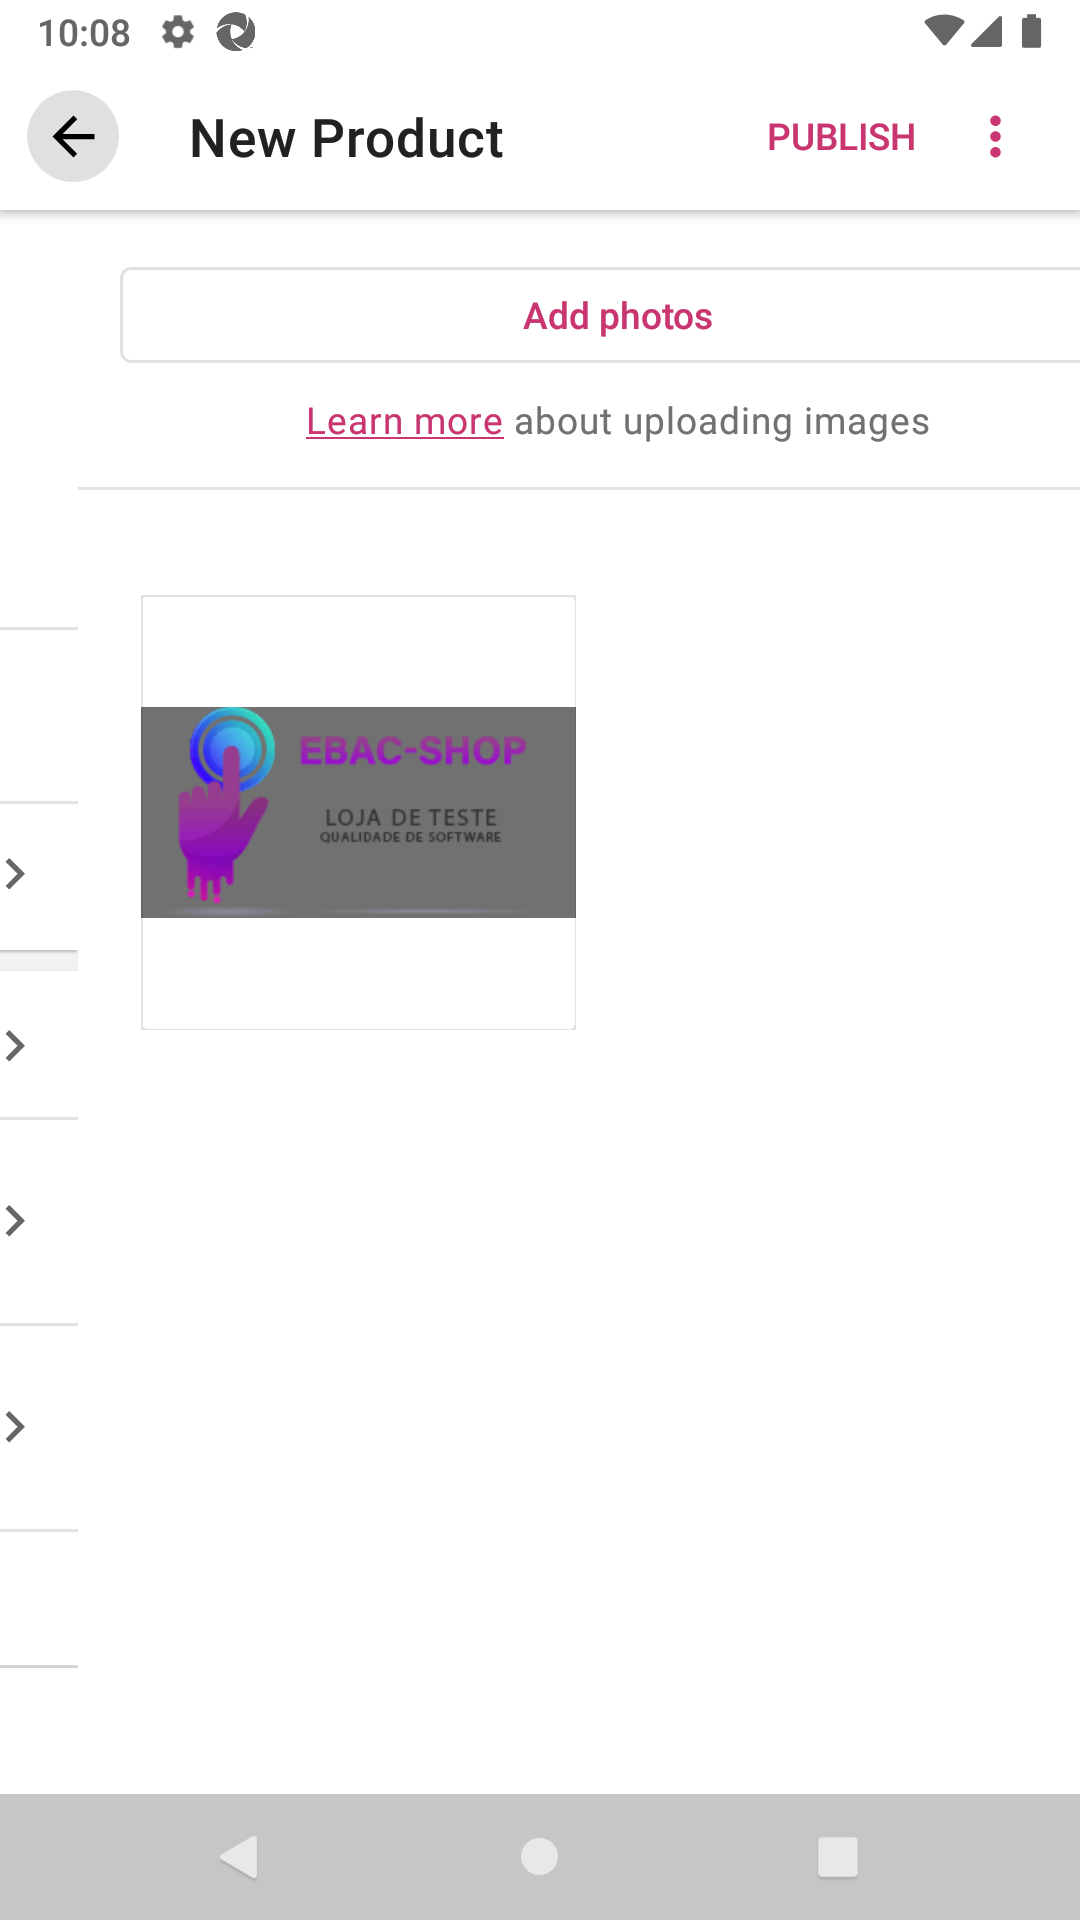 10:08
New Product
PUBLISH
Add photos
Learn more about uploading images
EBAC-SHOP
LOJA DE TESTE
QUALIDADE DE SOFTWARE